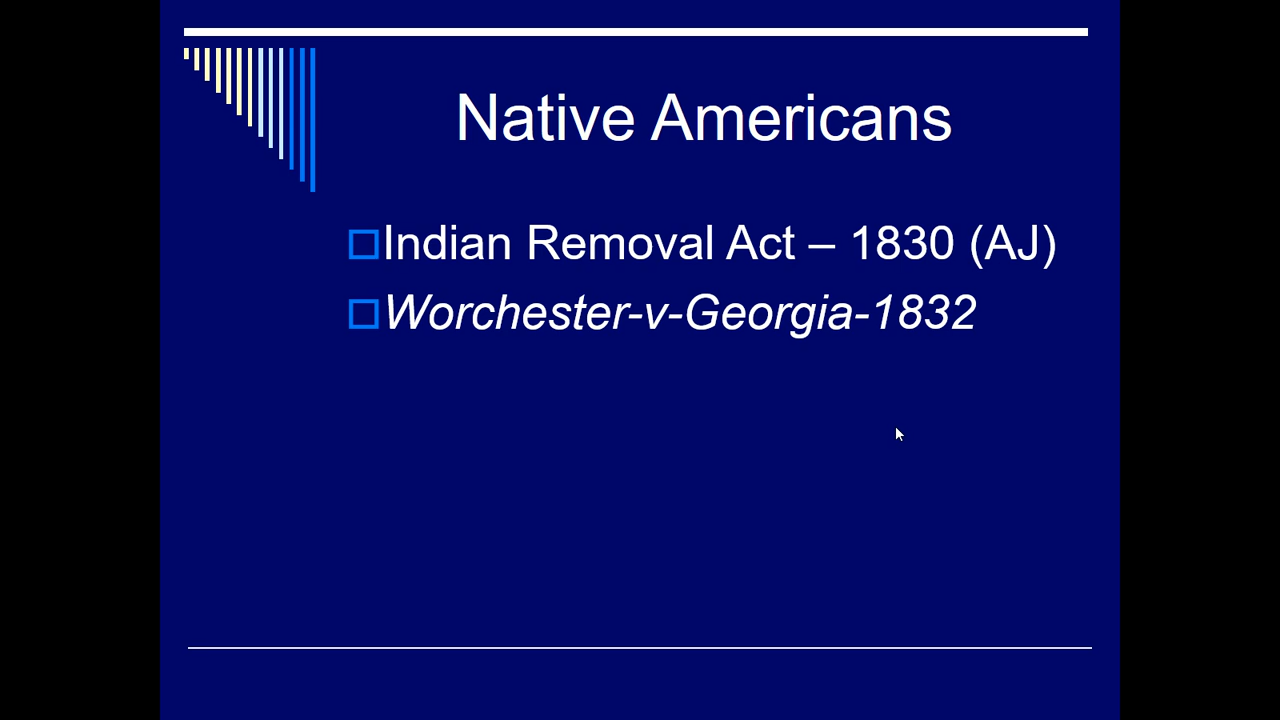 Native Americans
Indian Removal Act – 1830 (AJ)
Worchester-v-Georgia-1832